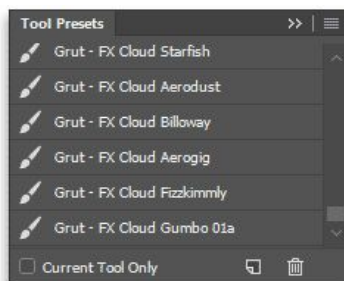 Tool Presets
Grut - FX Cloud Starfish
Grut - FX Cloud Aerodust
Grut - FX Cloud Billoway
Grut - FX Cloud Aerogig
Grut - FX Cloud Fizzkimmly
Grut - FX Cloud Gumbo 01a
Current Tool Only